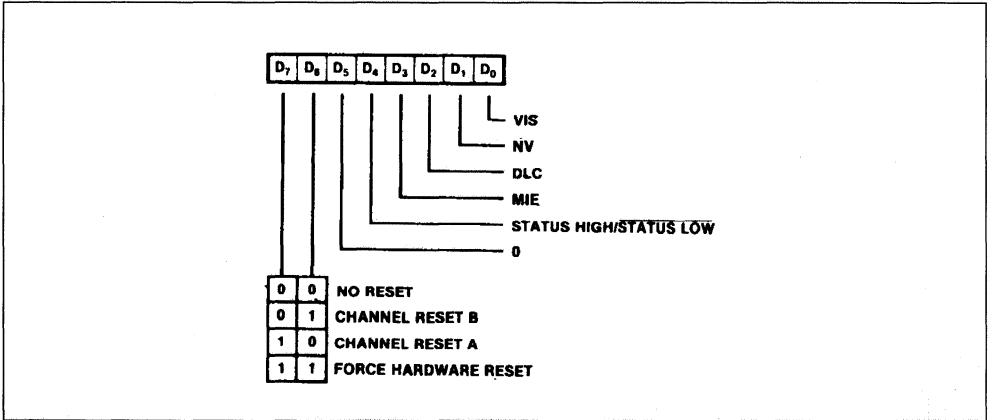 D7 D6 D5 D4 D3 D2 D1 D0
VIS
NV
DLC
MIE
STATUS HIGH/STATUS LOW
0
0 0 NO RESET
0 1 CHANNEL RESET B
1 0 CHANNEL RESET A
1 1 FORCE HARDWARE RESET